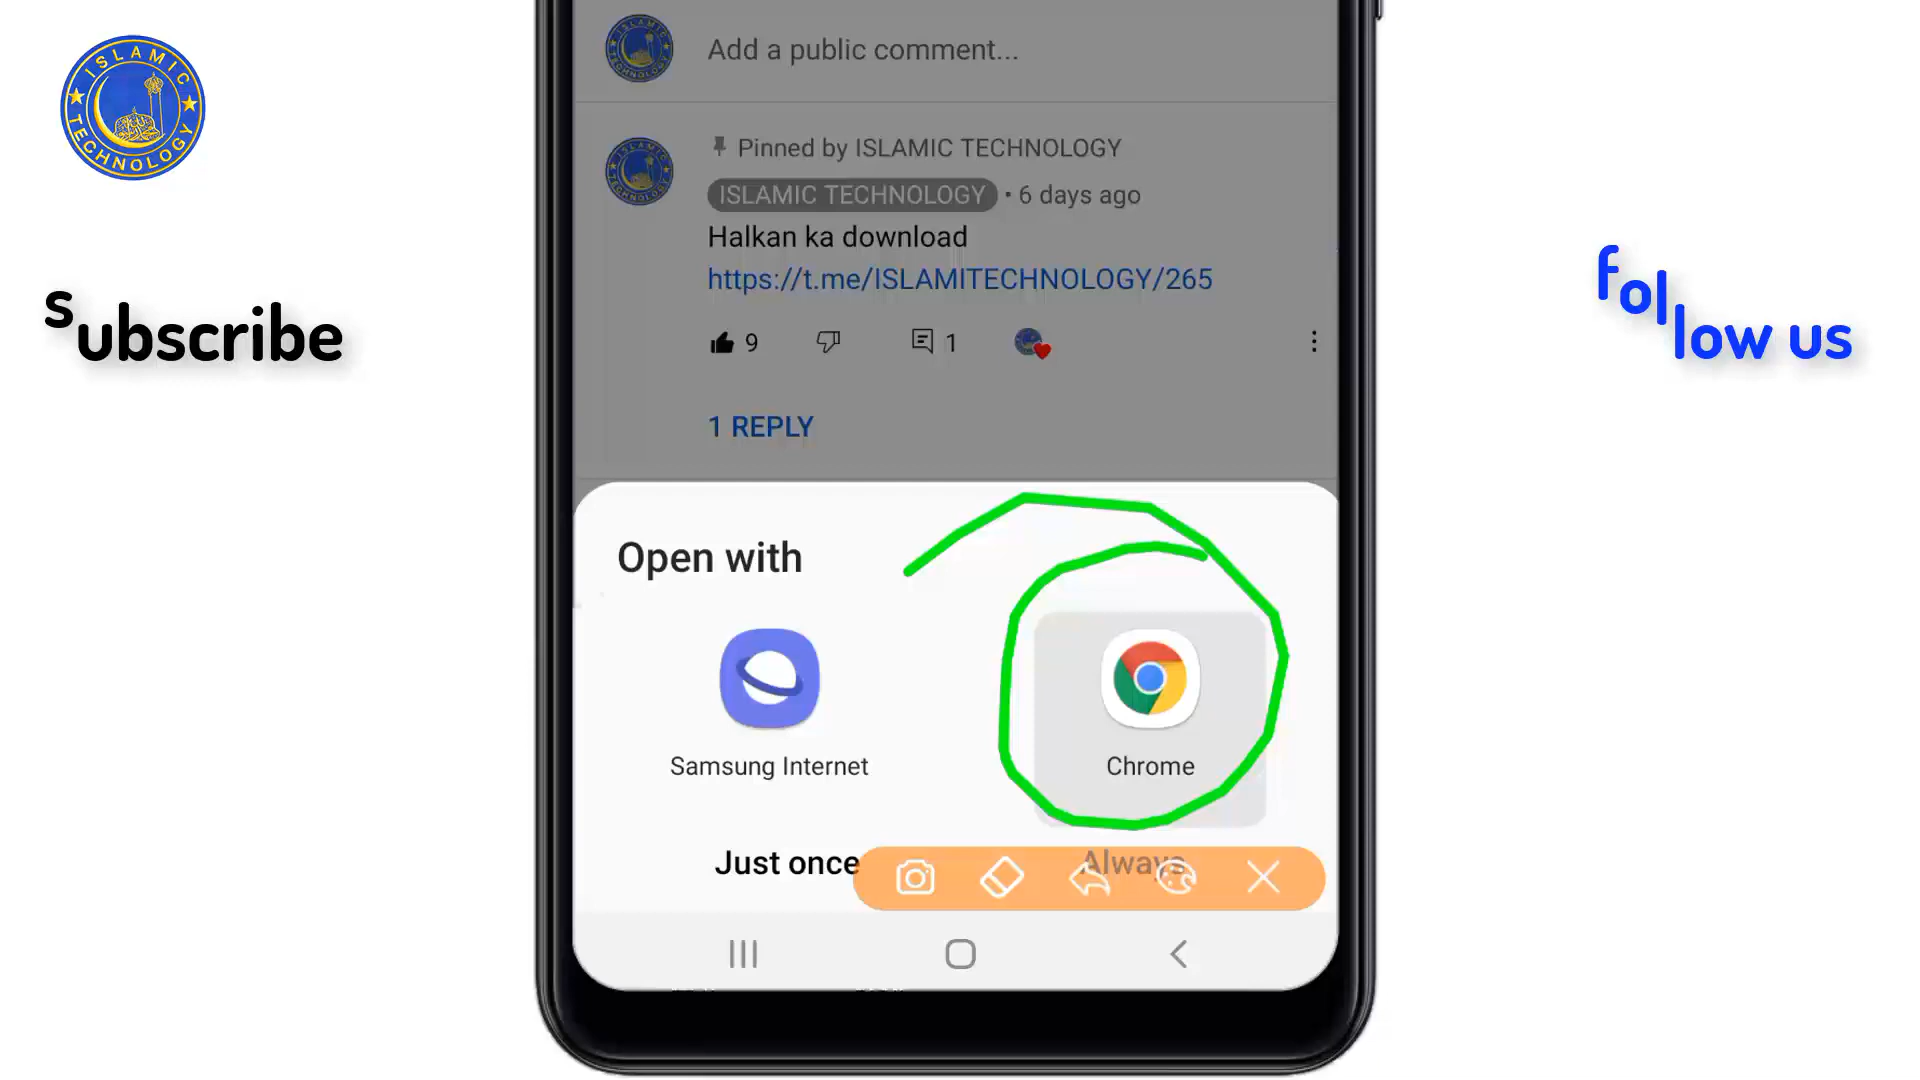 ISLAMIC TECHNOLOGY
Subscribe
follow us
Add a public comment...
Pinned by ISLAMIC TECHNOLOGY
ISLAMIC TECHNOLOGY • 6 days ago
Halkan ka download
https://t.me/ISLAMITECHNOLOGY/265
9
1
1 REPLY
Open with
Samsung Internet
Chrome
Just once
Always